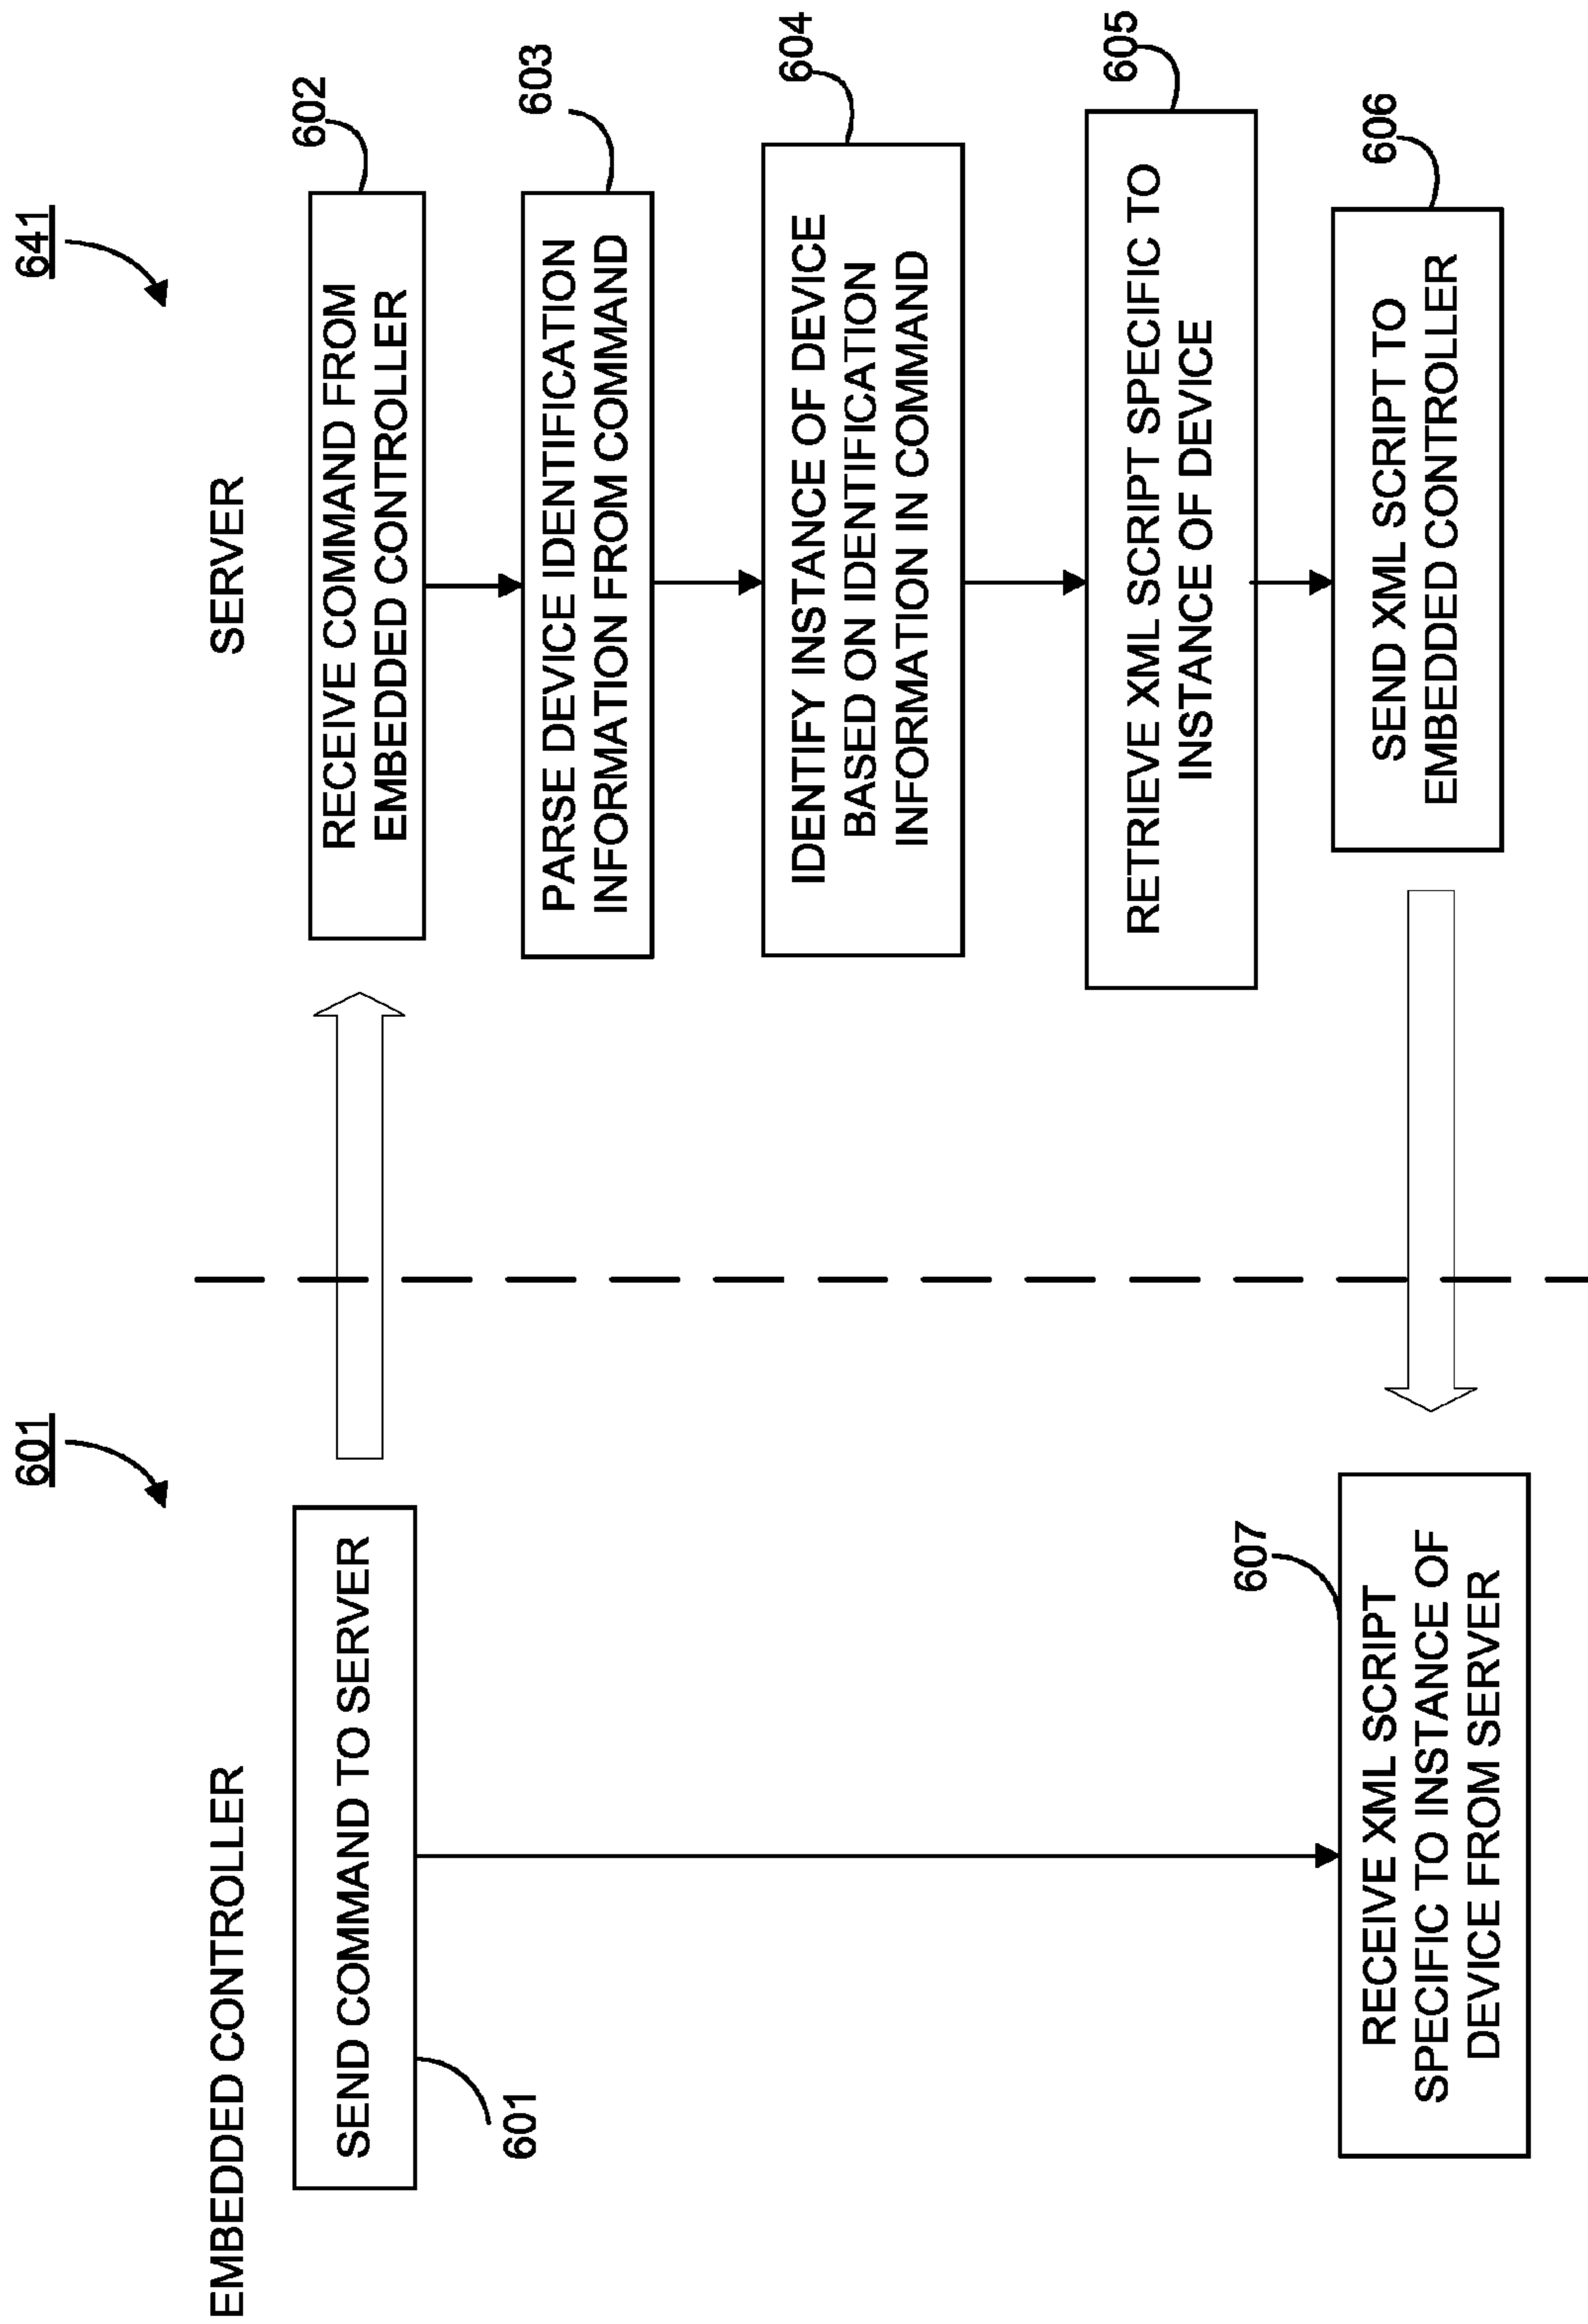 601
641
EMBEDDED CONTROLLER
SERVER
SEND COMMAND TO SERVER
601
602
RECEIVE COMMAND FROM
EMBEDDED CONTROLLER
603
PARSE DEVICE IDENTIFICATION
INFORMATION FROM COMMAND
604
IDENTIFY INSTANCE OF DEVICE
BASED ON IDENTIFICATION
INFORMATION IN COMMAND
605
RETRIEVE XML SCRIPT SPECIFIC TO
INSTANCE OF DEVICE
606
SEND XML SCRIPT TO
EMBEDDED CONTROLLER
607
RECEIVE XML SCRIPT
SPECIFIC TO INSTANCE OF
DEVICE FROM SERVER